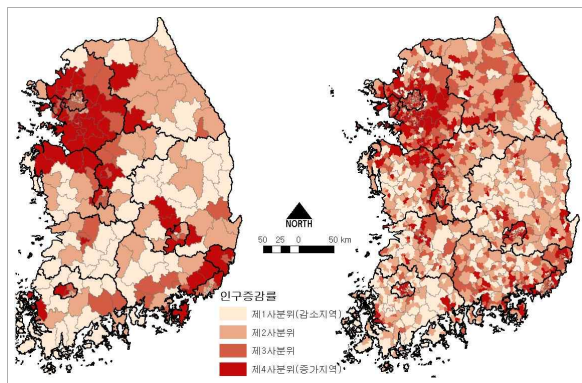 NORTH
50 25 0 50 km
인구증감률
제1사분위(감소지역)
제2사분위
제3사분위
제4사분위(증가지역)